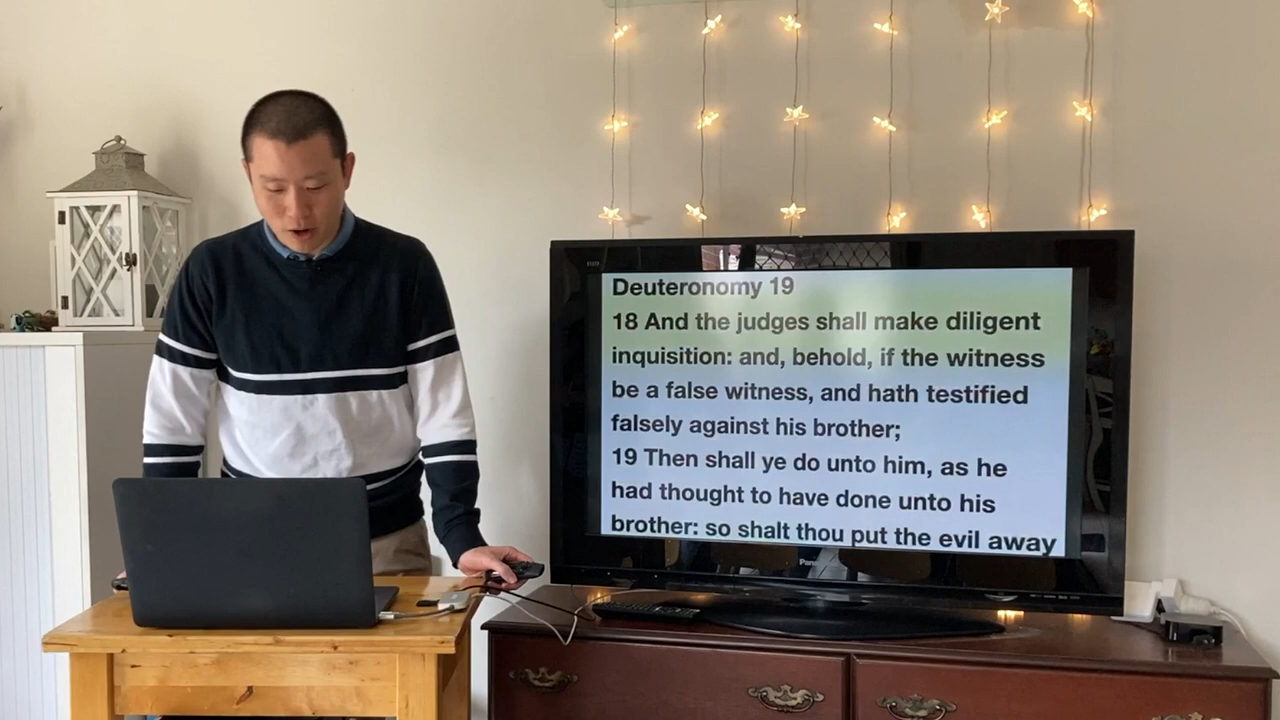 Deuteronomy 19
18 And the judges shall make diligent
inquisition: and, behold, if the witness
be a false witness, and hath testified
falsely against his brother;
19 Then shall ye do unto him, as he
had thought to have done unto his
brother: so shalt thou put the evil away